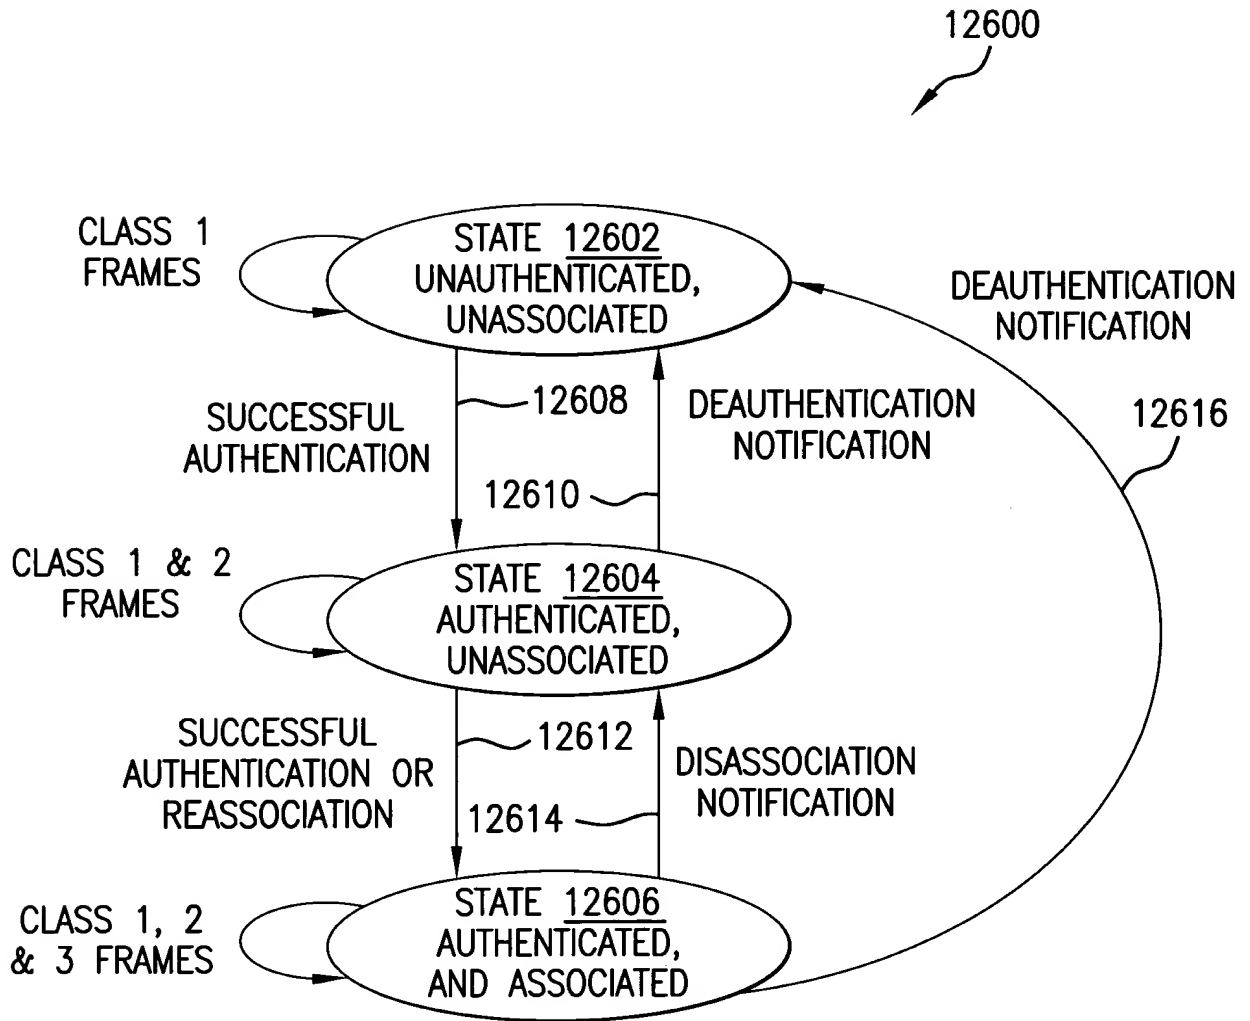 12600
CLASS 1
FRAMES
STATE 12602
UNAUTHENTICATED,
UNASSOCIATED
DEAUTHENTICATION
NOTIFICATION
12608
SUCCESSFUL
AUTHENTICATION
DEAUTHENTICATION
NOTIFICATION
12616
12610
CLASS 1 & 2
FRAMES
STATE 12604
AUTHENTICATED,
UNASSOCIATED
SUCCESSFUL
AUTHENTICATION OR
REASSOCIATION
12612
DISASSOCIATION
NOTIFICATION
12614
CLASS 1, 2
& 3 FRAMES
STATE 12606
AUTHENTICATED,
AND ASSOCIATED